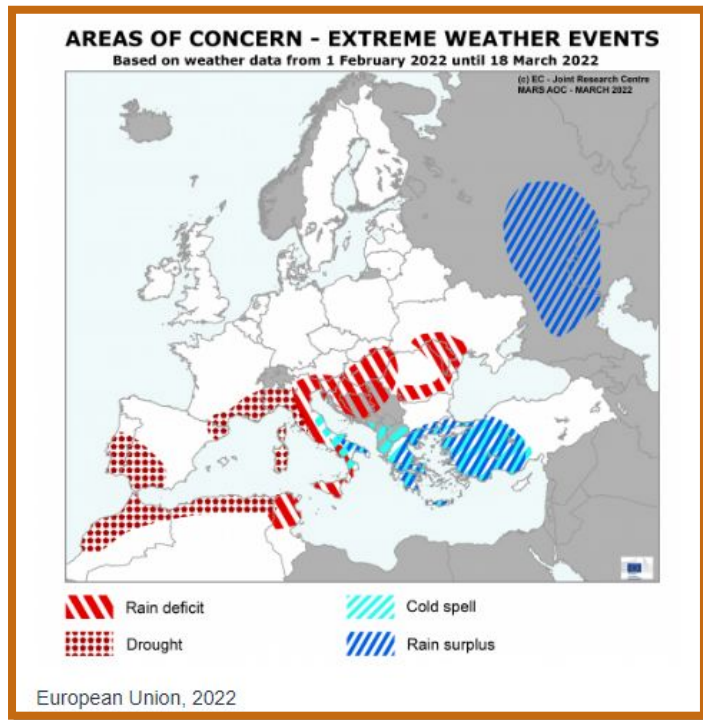 AREAS OF CONCERN - EXTREME WEATHER EVENTS
Based on weather data from 1 February 2022 until 18 March 2022
(c) EC - Joint Research Centre
MARS AOC - MARCH 2022
Rain deficit
Cold spell
Drought
Rain surplus
European Union, 2022